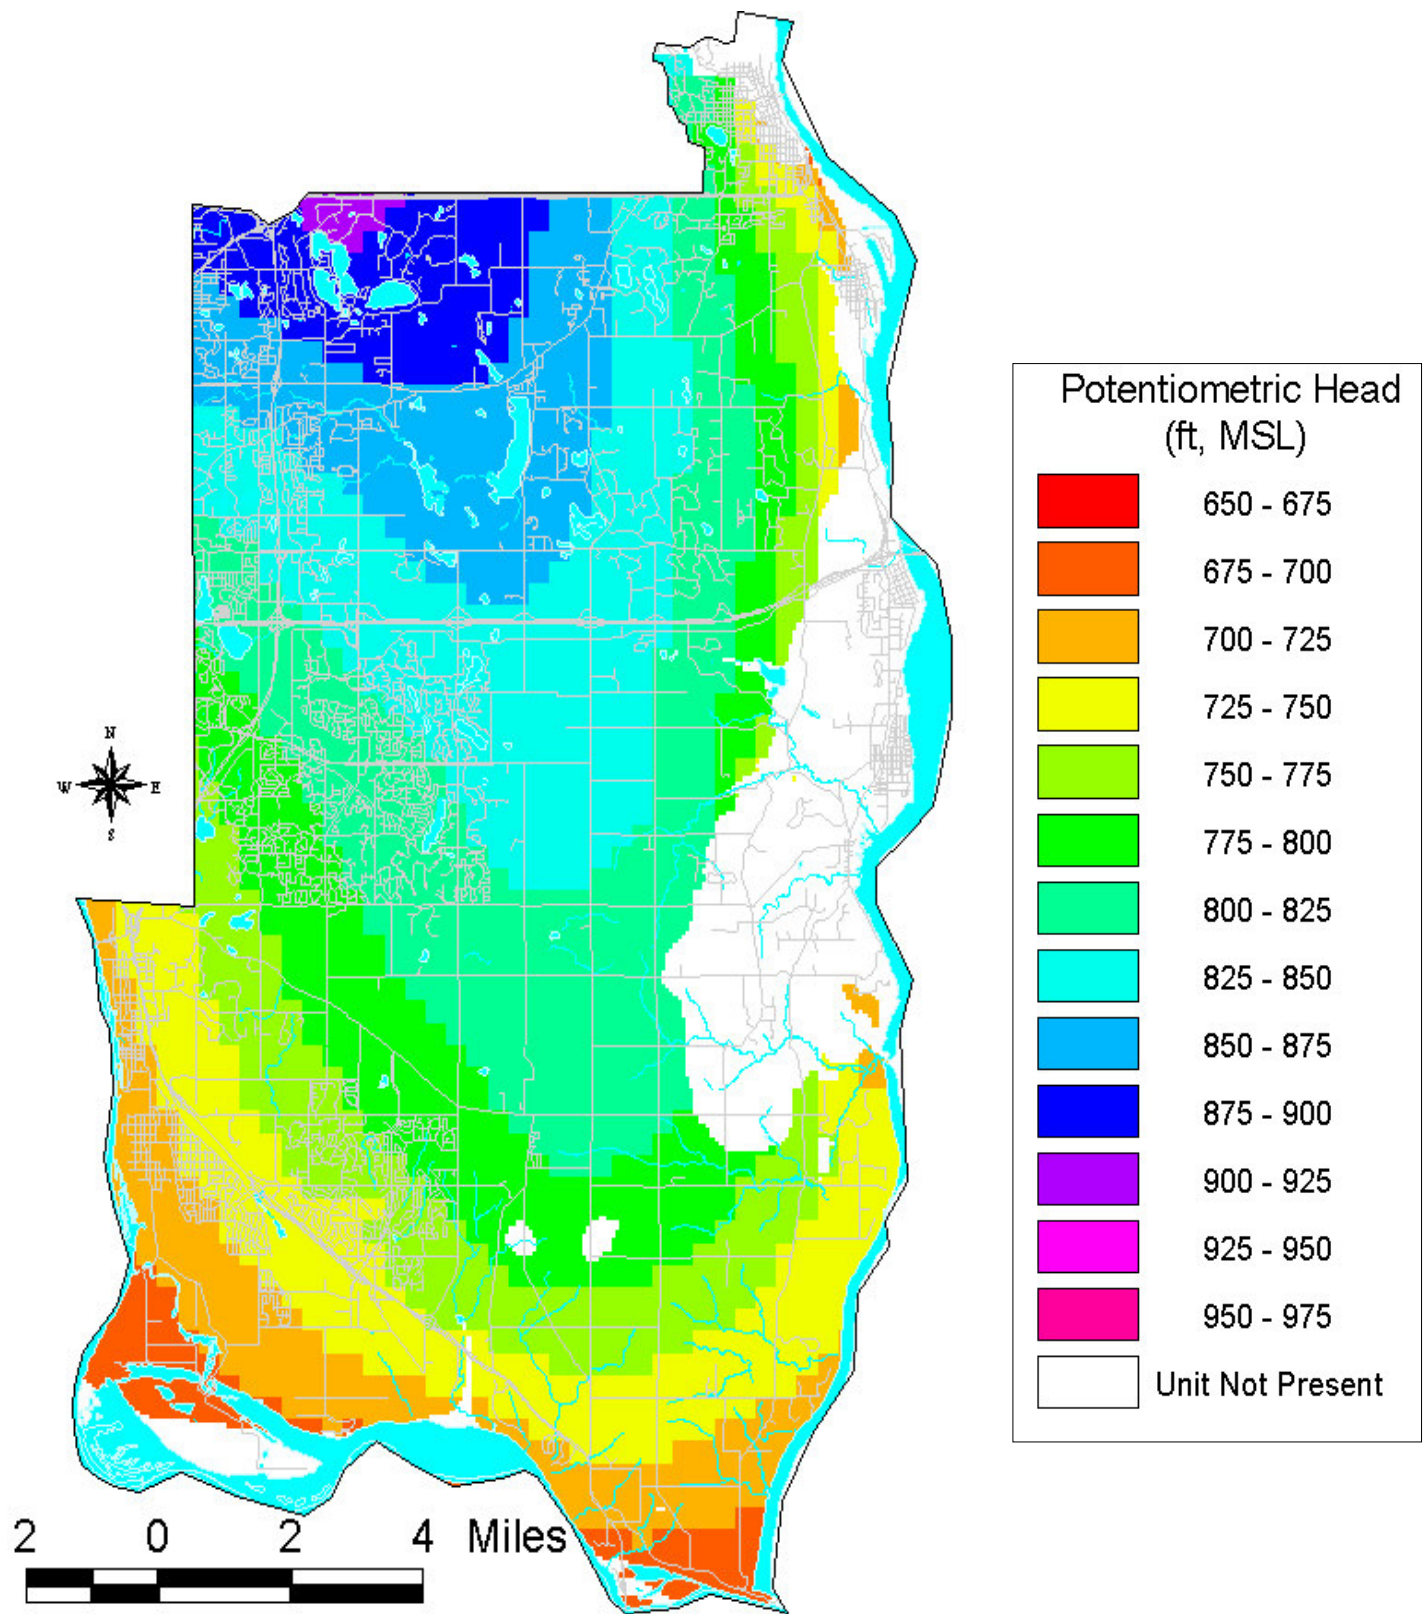 Potentiometric Head
(ft, MSL)
650 - 675
675 - 700
700 - 725
725 - 750
750 - 775
775 - 800
800 - 825
825 - 850
850 - 875
875 - 900
900 - 925
925 - 950
950 - 975
Unit Not Present
N
W E
S
2 0 2 4 Miles